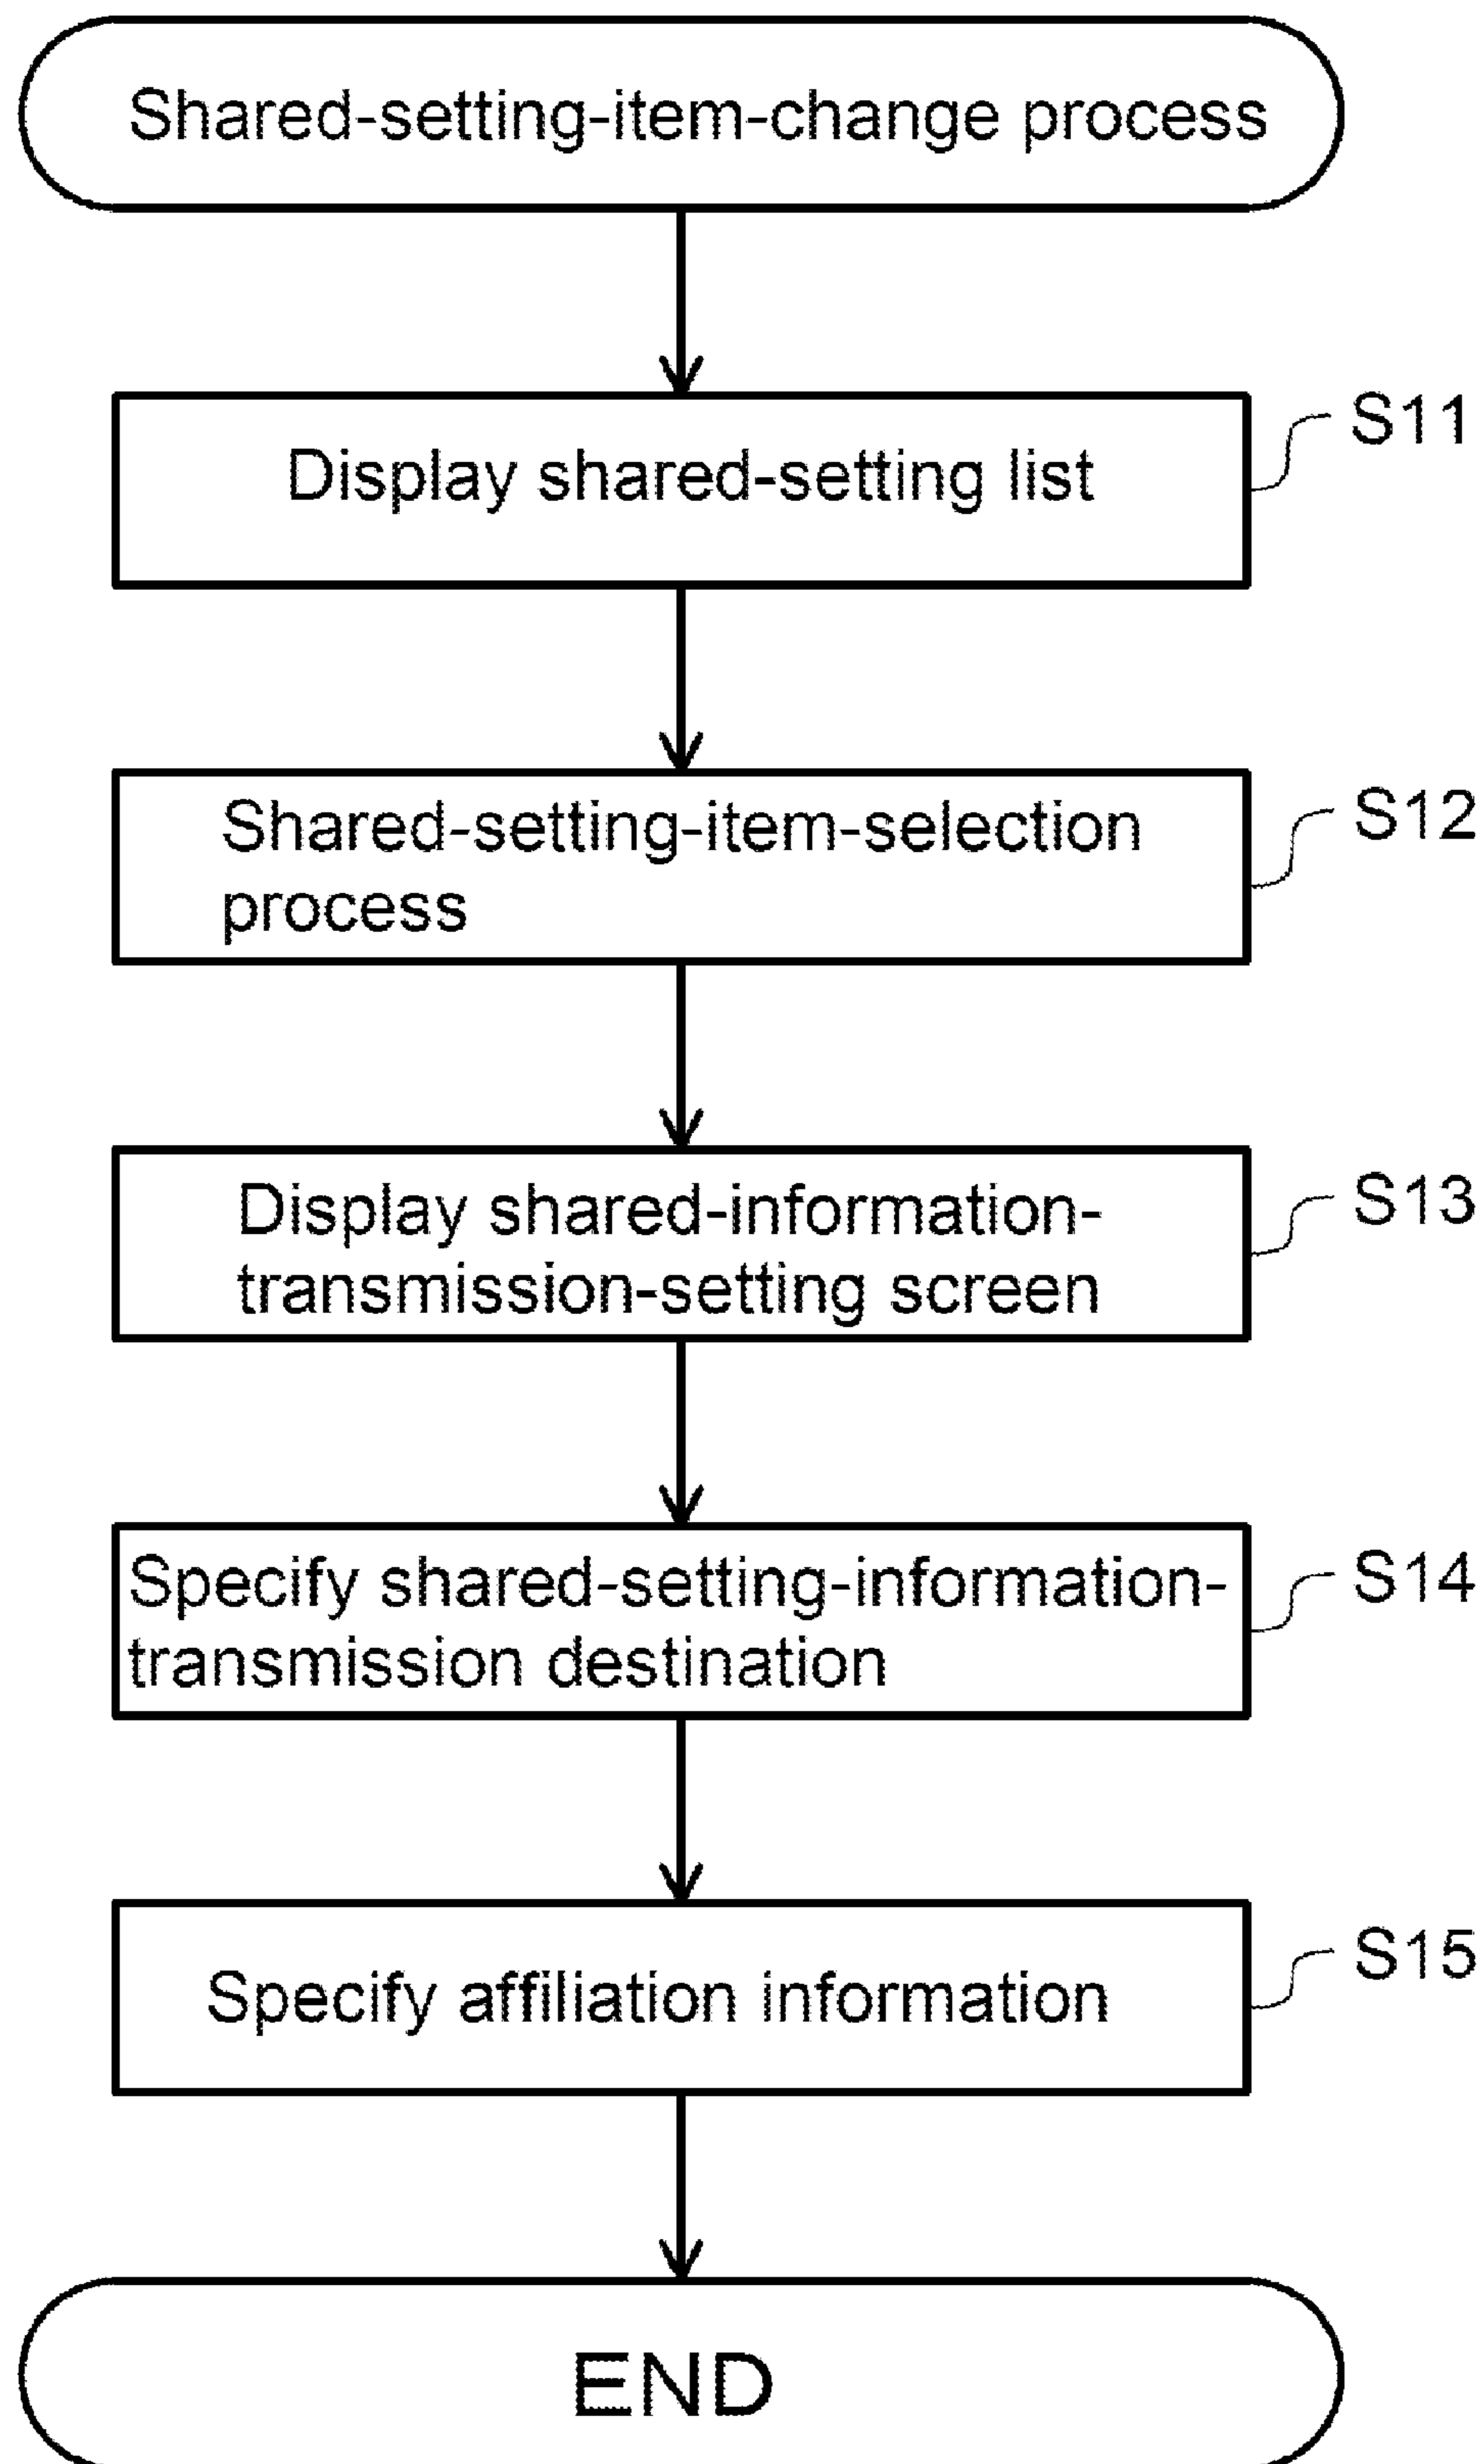 Shared-setting-item-change process
Display shared-setting list
S11
Shared-setting-item-selection
process
S12
Display shared-information-
transmission-setting screen
S13
Specify shared-setting-information-
transmission destination
S14
Specify affiliation information
S15
END